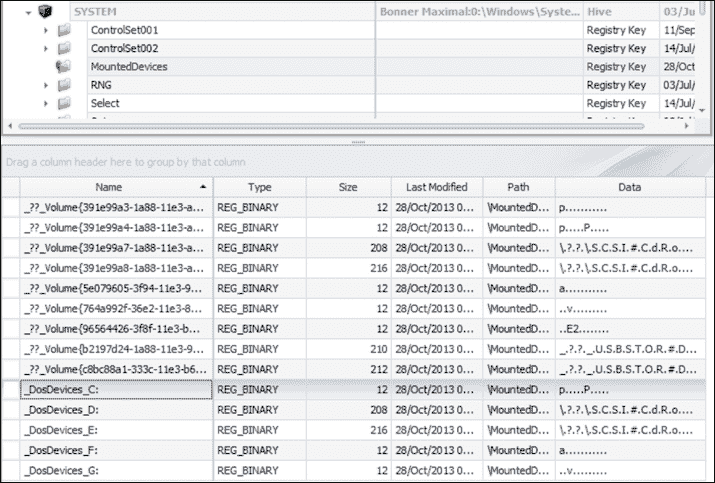 SYSTEM Bonner Maximal:0:\Windows\Syste... Hive 03/Ju
ControlSet001 Registry Key 11/Sep
ControlSet002 Registry Key 14/Jul/
MountedDevices Registry Key 28/Oct
RNG Registry Key 03/Jul/
Select Registry Key 14/Jul/
Drag a column header here to group by that column
Name Type Size Last Modified Path Data
_??_Volume{391e99a3-1a88-11e3-a... REG_BINARY 12 28/Oct/2013 0... \MountedD... p...........
_??_Volume{391e99a4-1a88-11e3-a... REG_BINARY 12 28/Oct/2013 0... \MountedD... p.....P.....
_??_Volume{391e99a7-1a88-11e3-a... REG_BINARY 208 28/Oct/2013 0... \MountedD... \.?.?.\.S.C.S.I.#.C.d.R.o....
_??_Volume{391e99a8-1a88-11e3-a... REG_BINARY 216 28/Oct/2013 0... \MountedD... \.?.?.\.S.C.S.I.#.C.d.R.o....
_??_Volume{5e079605-3f94-11e3-9... REG_BINARY 12 28/Oct/2013 0... \MountedD... a...........
_??_Volume{764a992f-36e2-11e3-8... REG_BINARY 12 28/Oct/2013 0... \MountedD... ..v.........
_??_Volume{96564426-3f8f-11e3-b... REG_BINARY 12 28/Oct/2013 0... \MountedD... ..E2........
_??_Volume{b2197d24-1a88-11e3-9... REG_BINARY 210 28/Oct/2013 0... \MountedD... _.?.?._.U.S.B.S.T.O.R.#.D...
_??_Volume{c8bc88a1-333c-11e3-b6... REG_BINARY 212 28/Oct/2013 0... \MountedD... _.?.?._.U.S.B.S.T.O.R.#.D...
_DosDevices_C: REG_BINARY 12 28/Oct/2013 0... \MountedD... p.....P.....
_DosDevices_D: REG_BINARY 208 28/Oct/2013 0... \MountedD... \.?.?.\.S.C.S.I.#.C.d.R.o....
_DosDevices_E: REG_BINARY 216 28/Oct/2013 0... \MountedD... \.?.?.\.S.C.S.I.#.C.d.R.o....
_DosDevices_F: REG_BINARY 12 28/Oct/2013 0... \MountedD... a...........
_DosDevices_G: REG_BINARY 12 28/Oct/2013 0... \MountedD... ..v.........